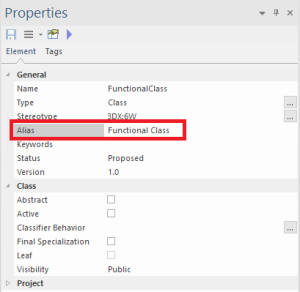 Properties
Element Tags
General
Name FunctionalClass
Type Class ...
Stereotype 3DX:6W ...
Alias Functional Class
Keywords
Status Proposed
Version 1.0
Class
Abstract
Active
Classifier Behavior ...
Final Specialization
Leaf
Visibility Public
Project